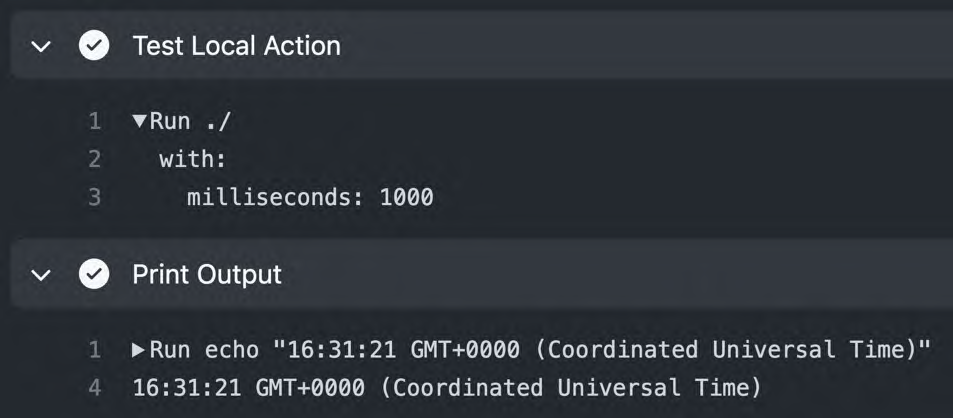 Test Local Action
1 ▼Run ./
2 with:
3 milliseconds: 1000
Print Output
1 ▶Run echo "16:31:21 GMT+0000 (Coordinated Universal Time)"
4 16:31:21 GMT+0000 (Coordinated Universal Time)